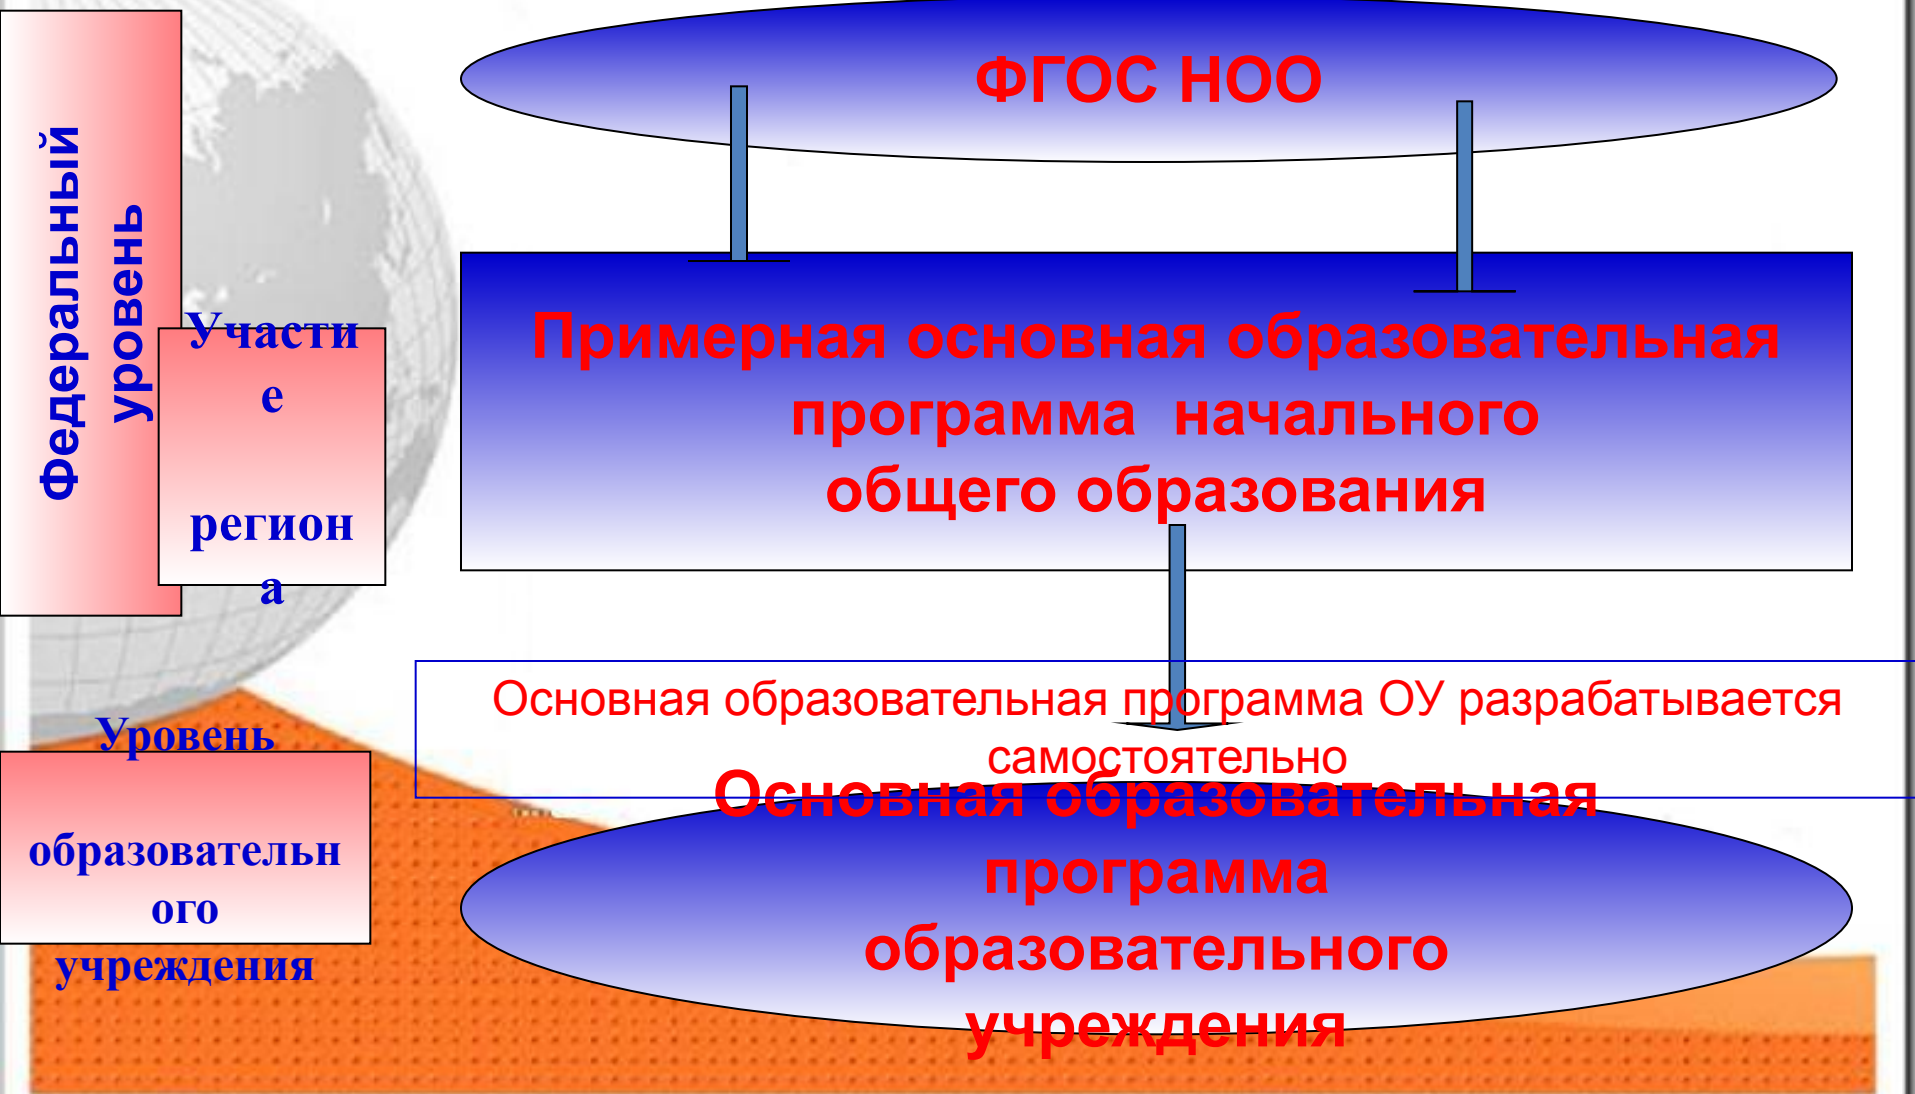 Федеральный
уровень
Участи
е
регион
а
ФГОС НОО
Примерная основная образовательная
программа  начального
общего образования
Основная образовательная программа ОУ разрабатывается
самостоятельно
Уровень
образовательн
ого
учреждения
Основная образовательная
программа
образовательного
учреждения